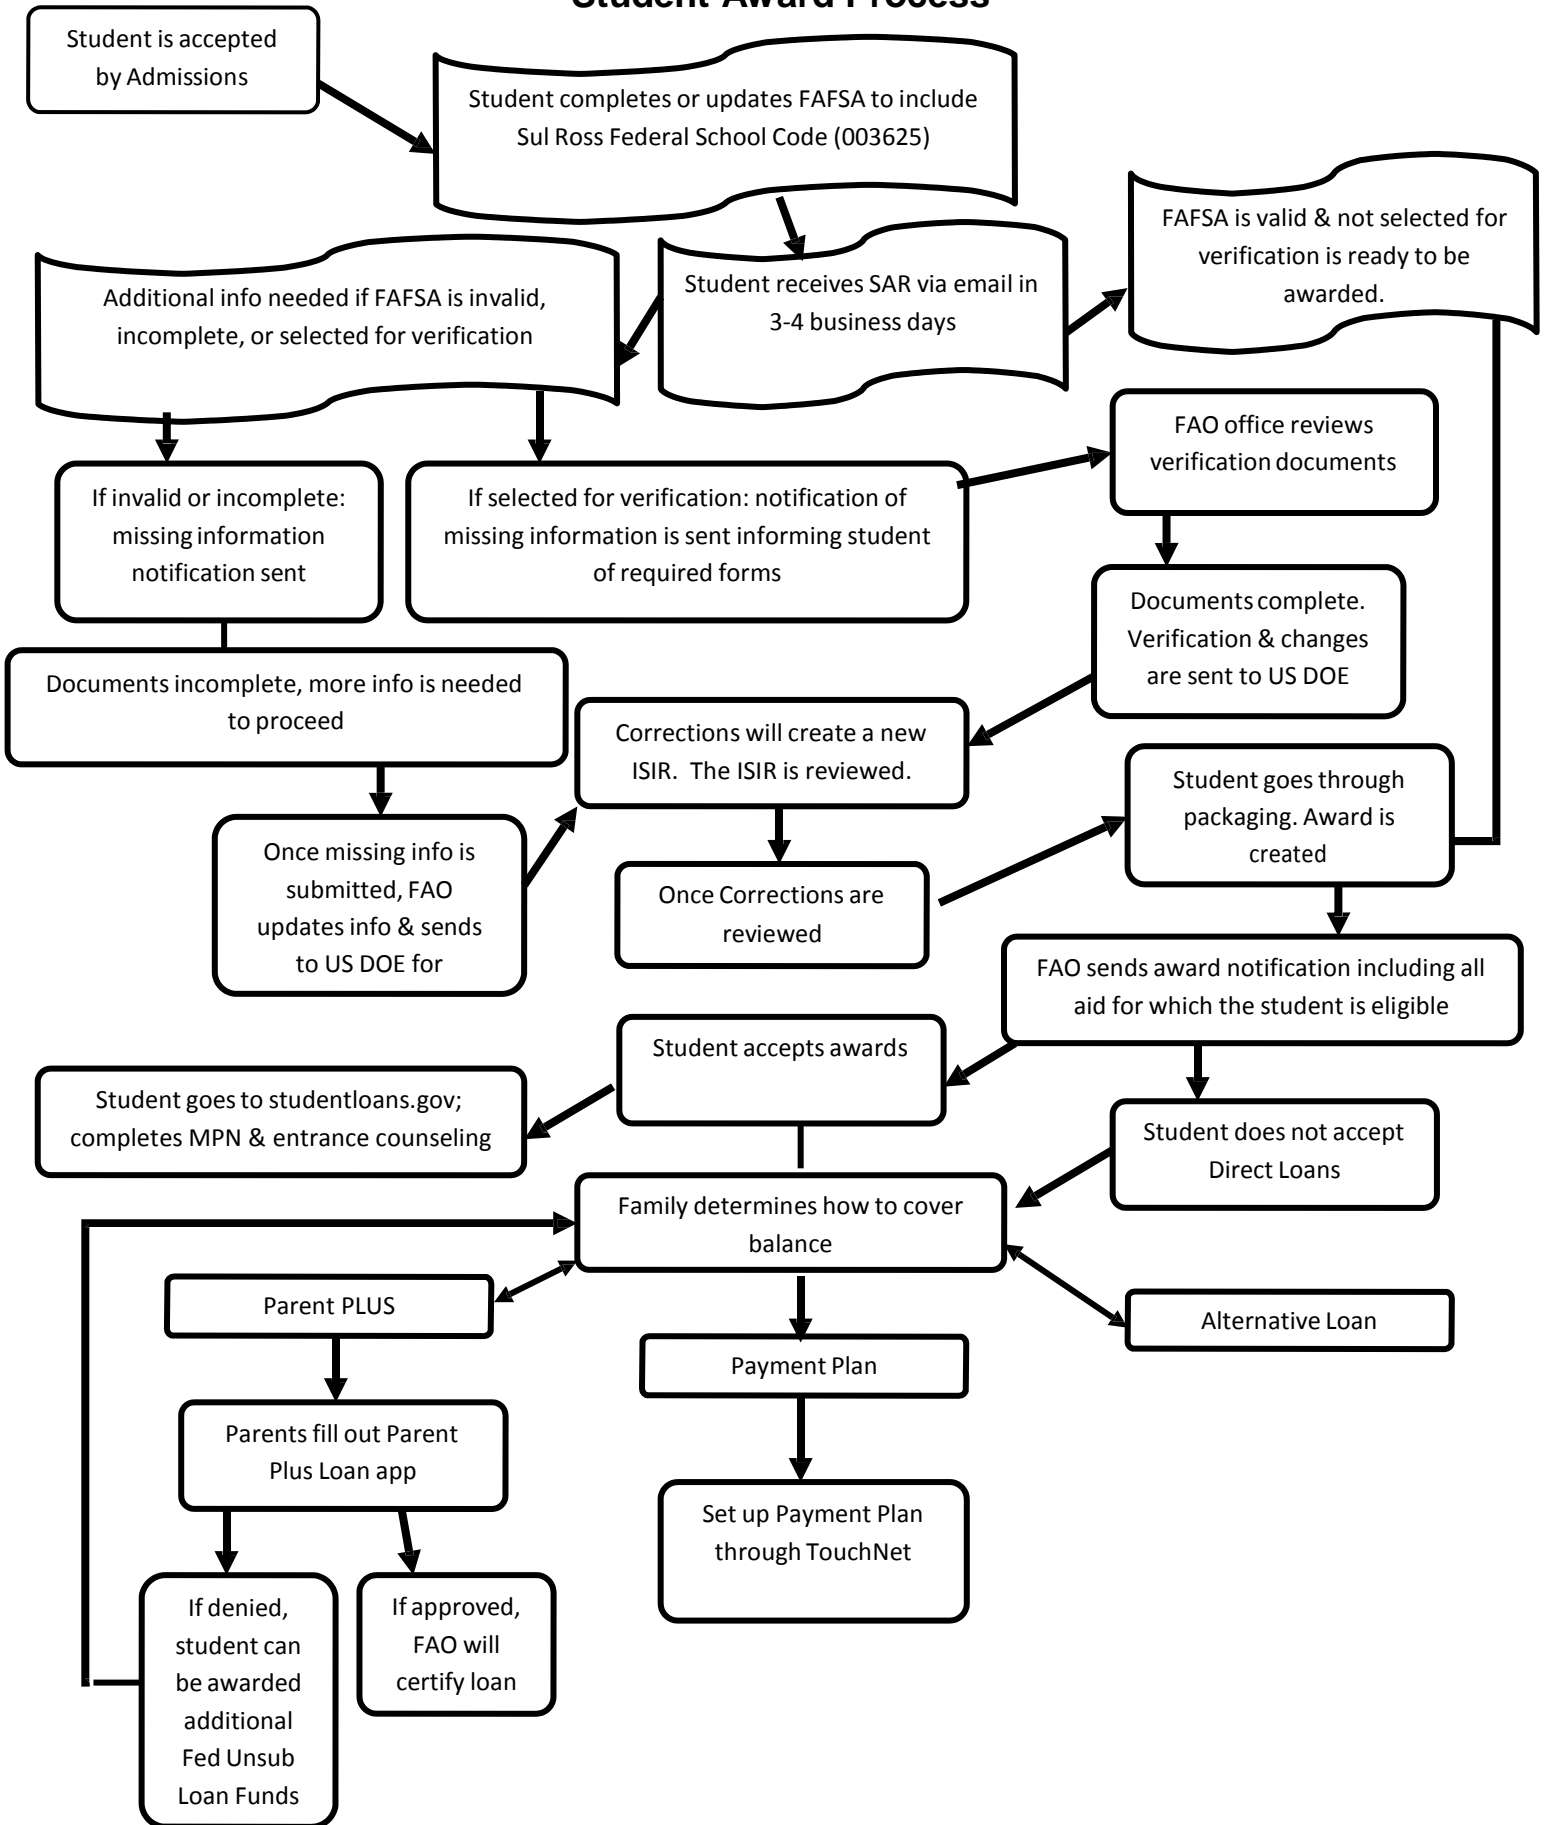 Student Award Process
Student is accepted
by Admissions
Student completes or updates FAFSA to include
Sul Ross Federal School Code (003625)
FAFSA is valid & not selected for
verification is ready to be
awarded.
Student receives SAR via email in
3-4 business days
Additional info needed if FAFSA is invalid,
incomplete, or selected for verification
FAO office reviews
verification documents
If invalid or incomplete:
missing information
notification sent
If selected for verification: notification of
missing information is sent informing student
of required forms
Documents complete.
Verification & changes
are sent to US DOE
Documents incomplete, more info is needed
to proceed
Corrections will create a new
ISIR.  The ISIR is reviewed.
Student goes through
packaging. Award is
created
Once missing info is
submitted, FAO
updates info & sends
to US DOE for
Once Corrections are
reviewed
FAO sends award notification including all
aid for which the student is eligible
Student accepts awards
Student goes to studentloans.gov;
completes MPN & entrance counseling
Student does not accept
Direct Loans
Family determines how to cover
balance
Parent PLUS
Alternative Loan
Payment Plan
Parents fill out Parent
Plus Loan app
Set up Payment Plan
through TouchNet
If denied,
student can
be awarded
additional
Fed Unsub
Loan Funds
If approved,
FAO will
certify loan